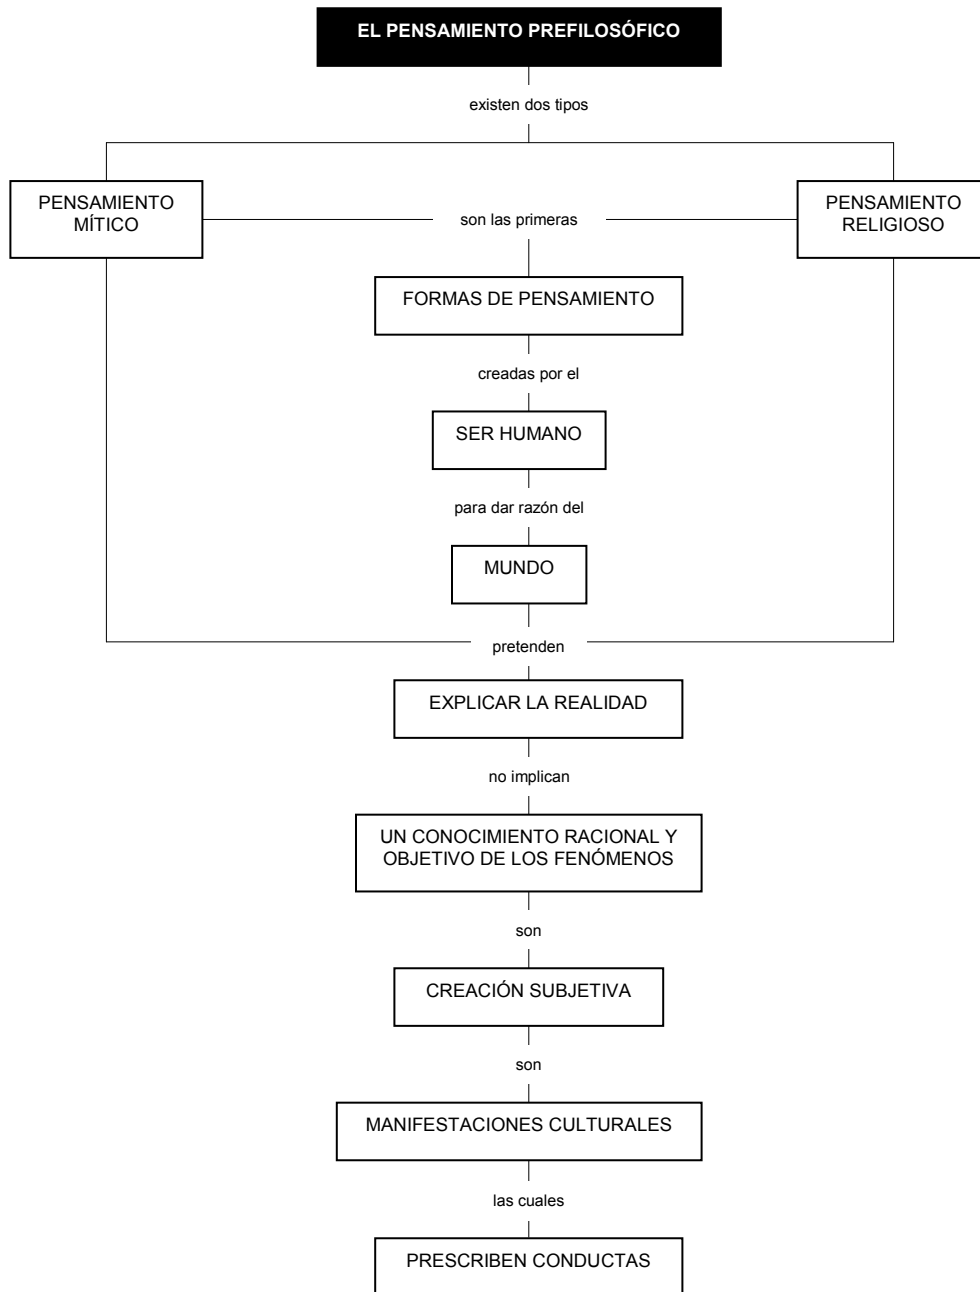 EL PENSAMIENTO PREFILOSÓFICO
existen dos tipos
PENSAMIENTO
MÍTICO
son las primeras
PENSAMIENTO
RELIGIOSO
FORMAS DE PENSAMIENTO
creadas por el
SER HUMANO
para dar razón del
MUNDO
pretenden
EXPLICAR LA REALIDAD
no implican
UN CONOCIMIENTO RACIONAL Y
OBJETIVO DE LOS FENÓMENOS
son
CREACIÓN SUBJETIVA
son
MANIFESTACIONES CULTURALES
las cuales
PRESCRIBEN CONDUCTAS